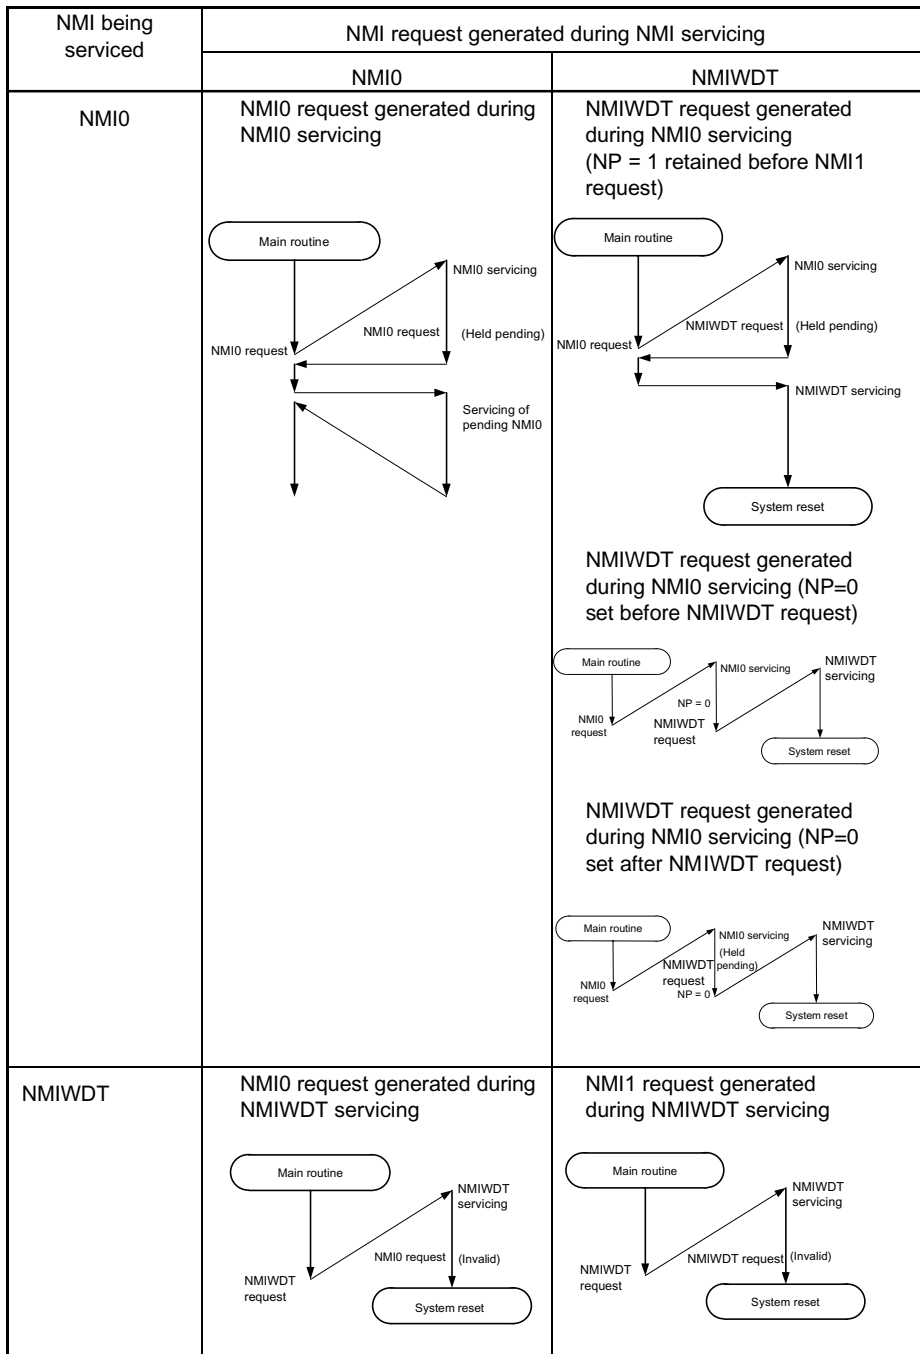 NMI being
serviced
NMI request generated during NMI servicing
NMI0
NMIWDT
NMI0
NMI0 request generated during
NMI0 servicing
Main routine
NMI0 servicing
NMI0 request
(Held pending)
NMI0 request
Servicing of
pending NMI0
NMIWDT request generated
during NMI0 servicing
(NP = 1 retained before NMI1
request)
Main routine
NMI0 servicing
NMIWDT request
(Held pending)
NMI0 request
NMIWDT servicing
System reset
NMIWDT request generated
during NMI0 servicing (NP=0
set before NMIWDT request)
Main routine
NMI0 servicing
NMIWDT
servicing
NP = 0
NMI0
request
NMIWDT
request
System reset
NMIWDT request generated
during NMI0 servicing (NP=0
set after NMIWDT request)
Main routine
NMI0 servicing
NMIWDT
servicing
(Held
pending)
NMIWDT
request
NMI0
request
NP = 0
System reset
NMIWDT
NMI0 request generated during
NMIWDT servicing
Main routine
NMIWDT
servicing
NMI0 request
(Invalid)
NMIWDT
request
System reset
NMI1 request generated
during NMIWDT servicing
Main routine
NMIWDT
servicing
NMIWDT request
(Invalid)
NMIWDT
request
System reset